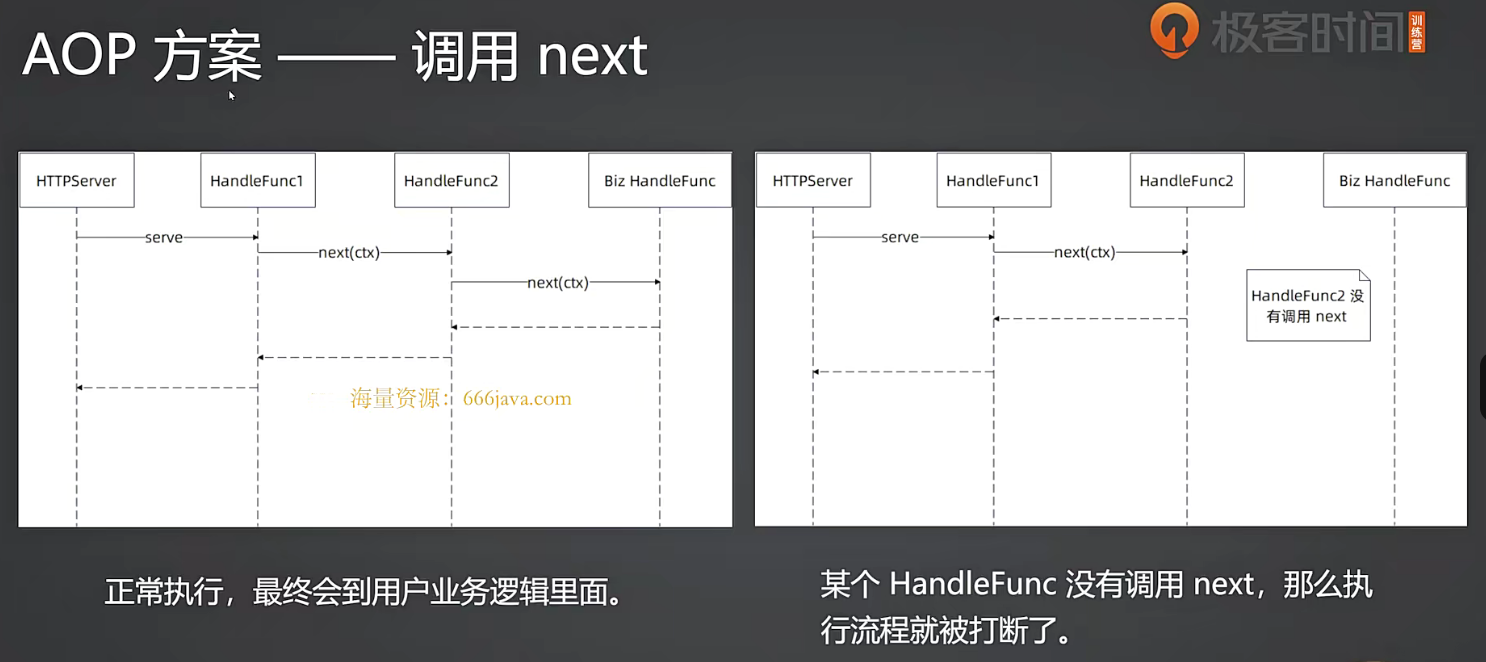 AOP 方案 —— 调用 next
极客时间
训练营
HTTPServer
HandleFunc1
HandleFunc2
Biz HandleFunc
serve
next(ctx)
next(ctx)
海量资源：666java.com
HTTPServer
HandleFunc1
HandleFunc2
Biz HandleFunc
serve
next(ctx)
HandleFunc2 没
有调用 next
正常执行，最终会到用户业务逻辑里面。
某个 HandleFunc 没有调用 next，那么执
行流程就被打断了。